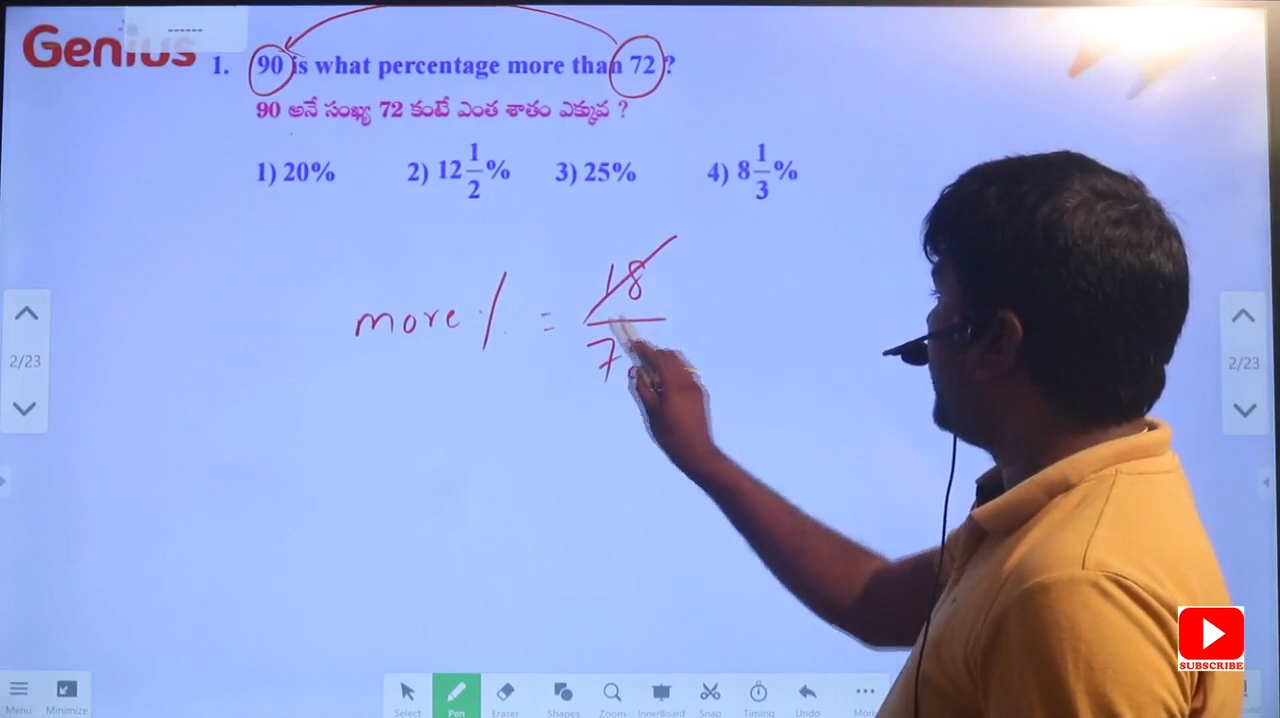 Genius
------
1. 90 is what percentage more than 72 ?
90 అనే సంఖ్య 72 కంటే ఎంత శాతం ఎక్కువ ?
1) 20% 2) 12 1/2 % 3) 25% 4) 8 1/3 %
more % = 18
7
2/23
2/23
SUBSCRIBE
Menu Minimize Select Pen Eraser Shapes Zoom InnerBoard Snap Timing Undo